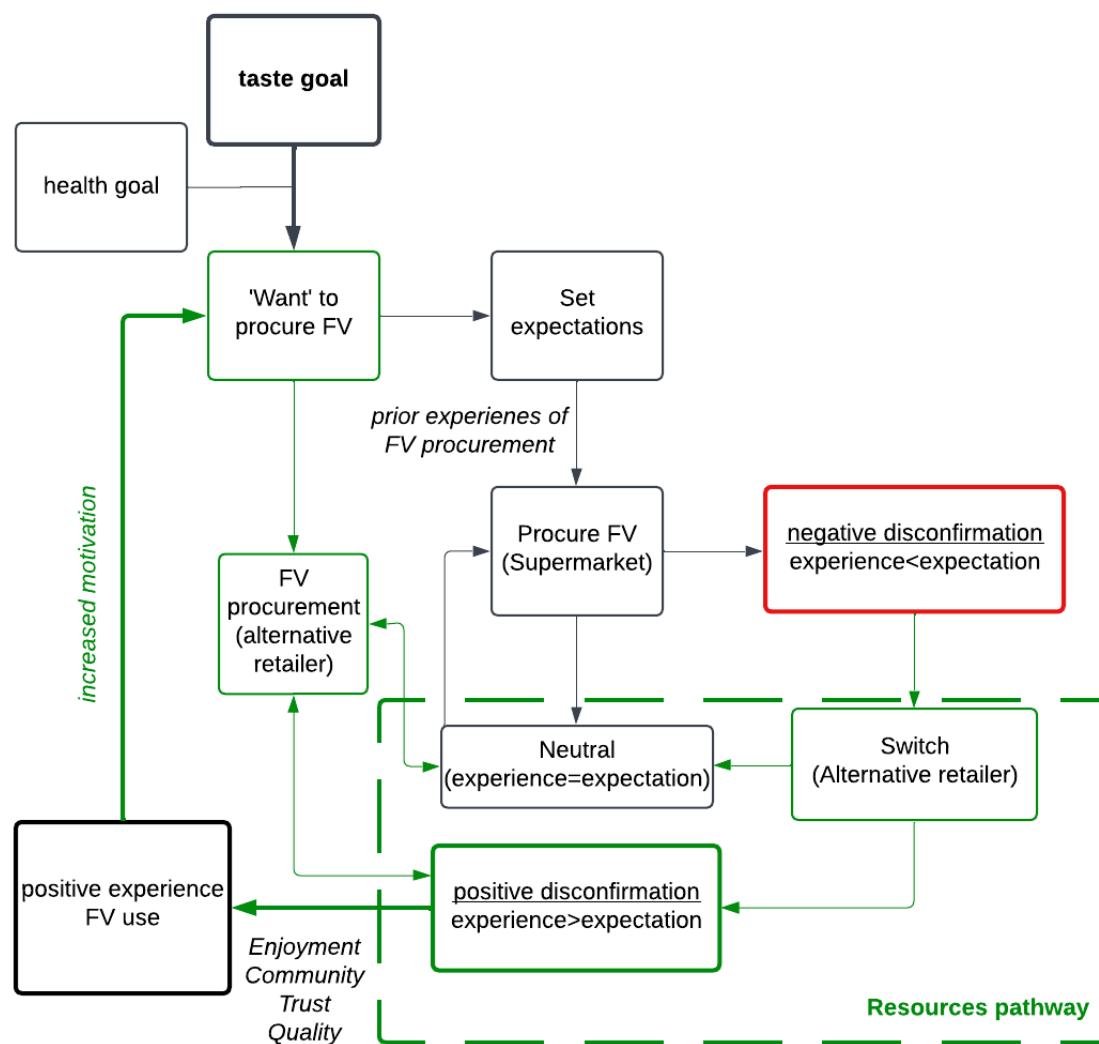 taste goal
health goal
'Want' to
procure FV
Set
expectations
prior experienes of
FV procurement
Procure FV
(Supermarket)
negative disconfirmation
experience<expectation
increased motivation
FV
procurement
(alternative
retailer)
Neutral
(experience=expectation)
Switch
(Alternative retailer)
positive experience
FV use
positive disconfirmation
experience>expectation
Enjoyment
Community
Trust
Quality
Resources pathway